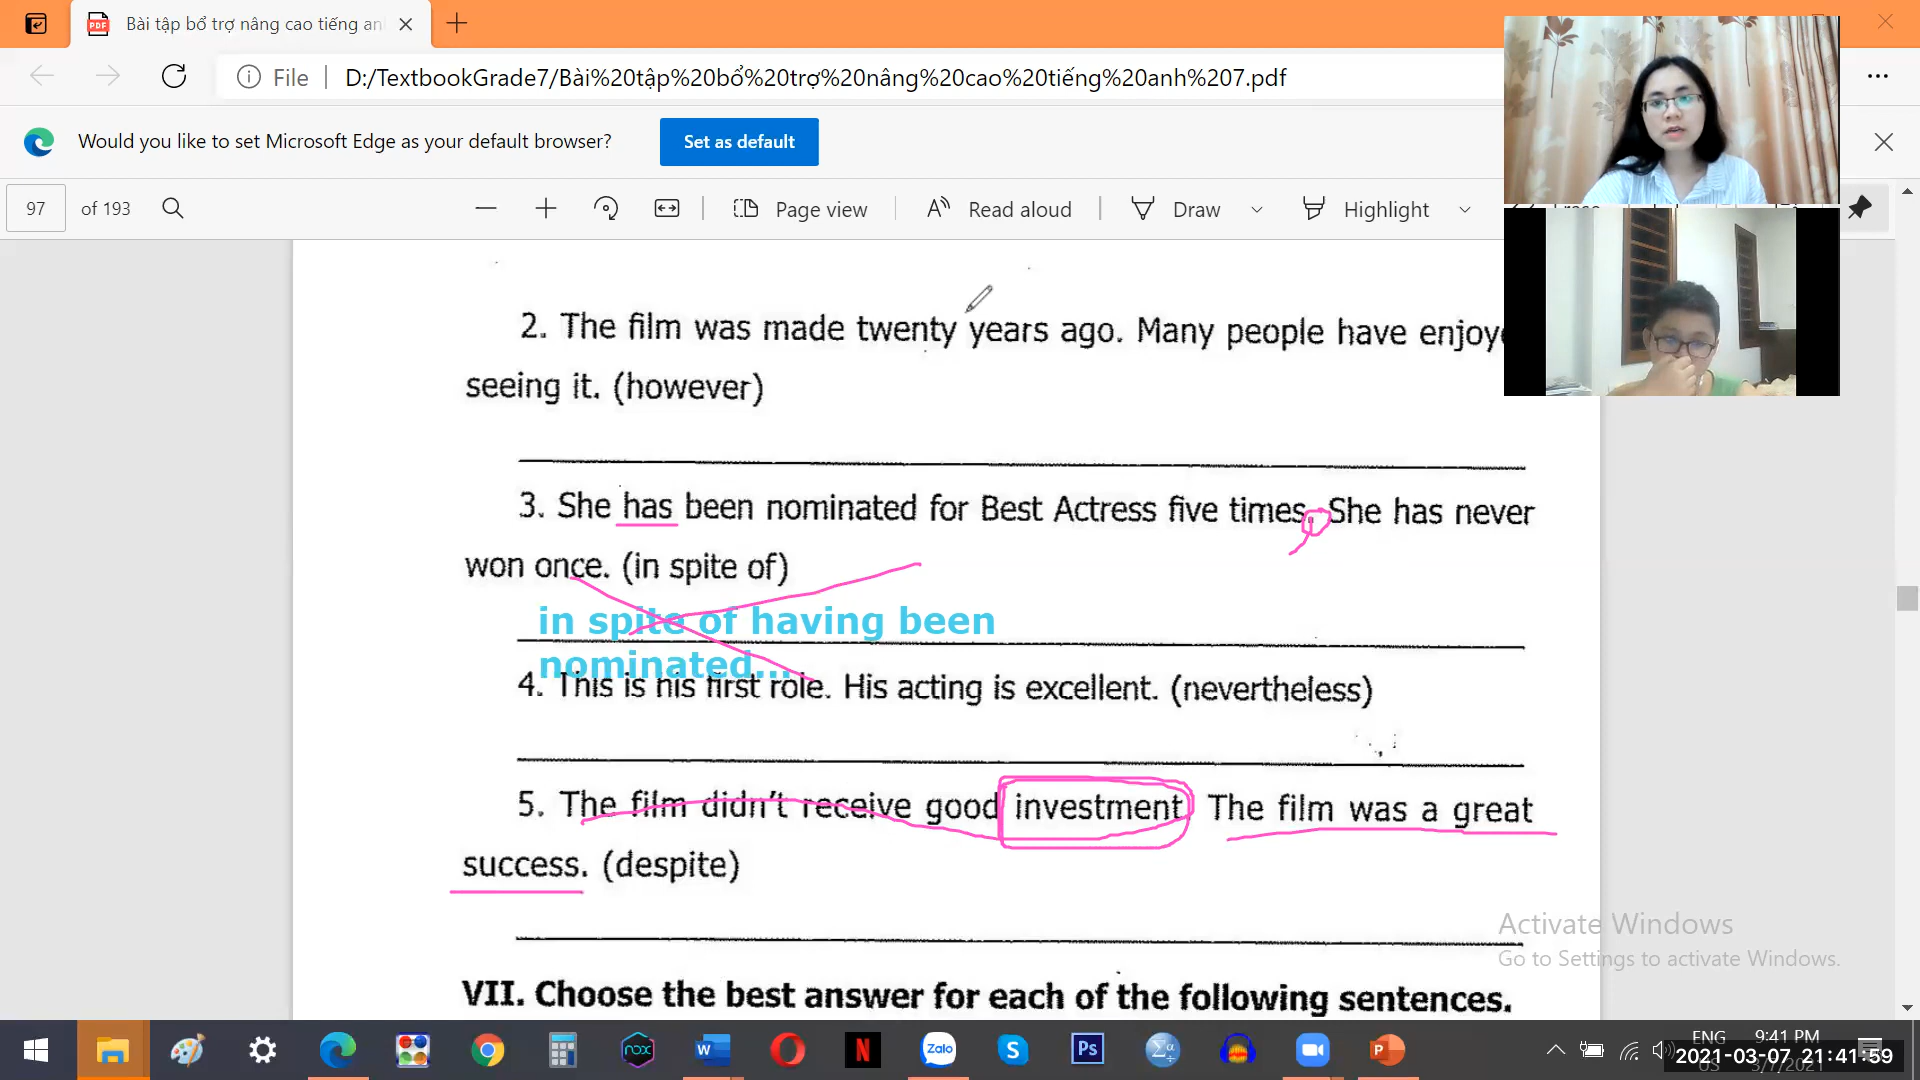 Bài tập bổ trợ nâng cao tiếng an
File
D:/TextbookGrade7/Bài%20tập%20bổ%20trợ%20nâng%20cao%20tiếng%20anh%207.pdf
Would you like to set Microsoft Edge as your default browser?
Set as default
97 of 193
Page view
Read aloud
Draw
Highlight
2. The film was made twenty years ago. Many people have enjoye
seeing it. (however)
3. She has been nominated for Best Actress five times. She has never
won once. (in spite of)
in spite of having been
nominated...
4. This is his first role. His acting is excellent. (nevertheless)
5. The film didn't receive good investment The film was a great
success. (despite)
Activate Windows
Go to Settings to activate Windows.
VII. Choose the best answer for each of the following sentences.
nox
W
N
Zalo
S
Ps
P
ENG
9:41 PM
2021-03-07 21:41:59